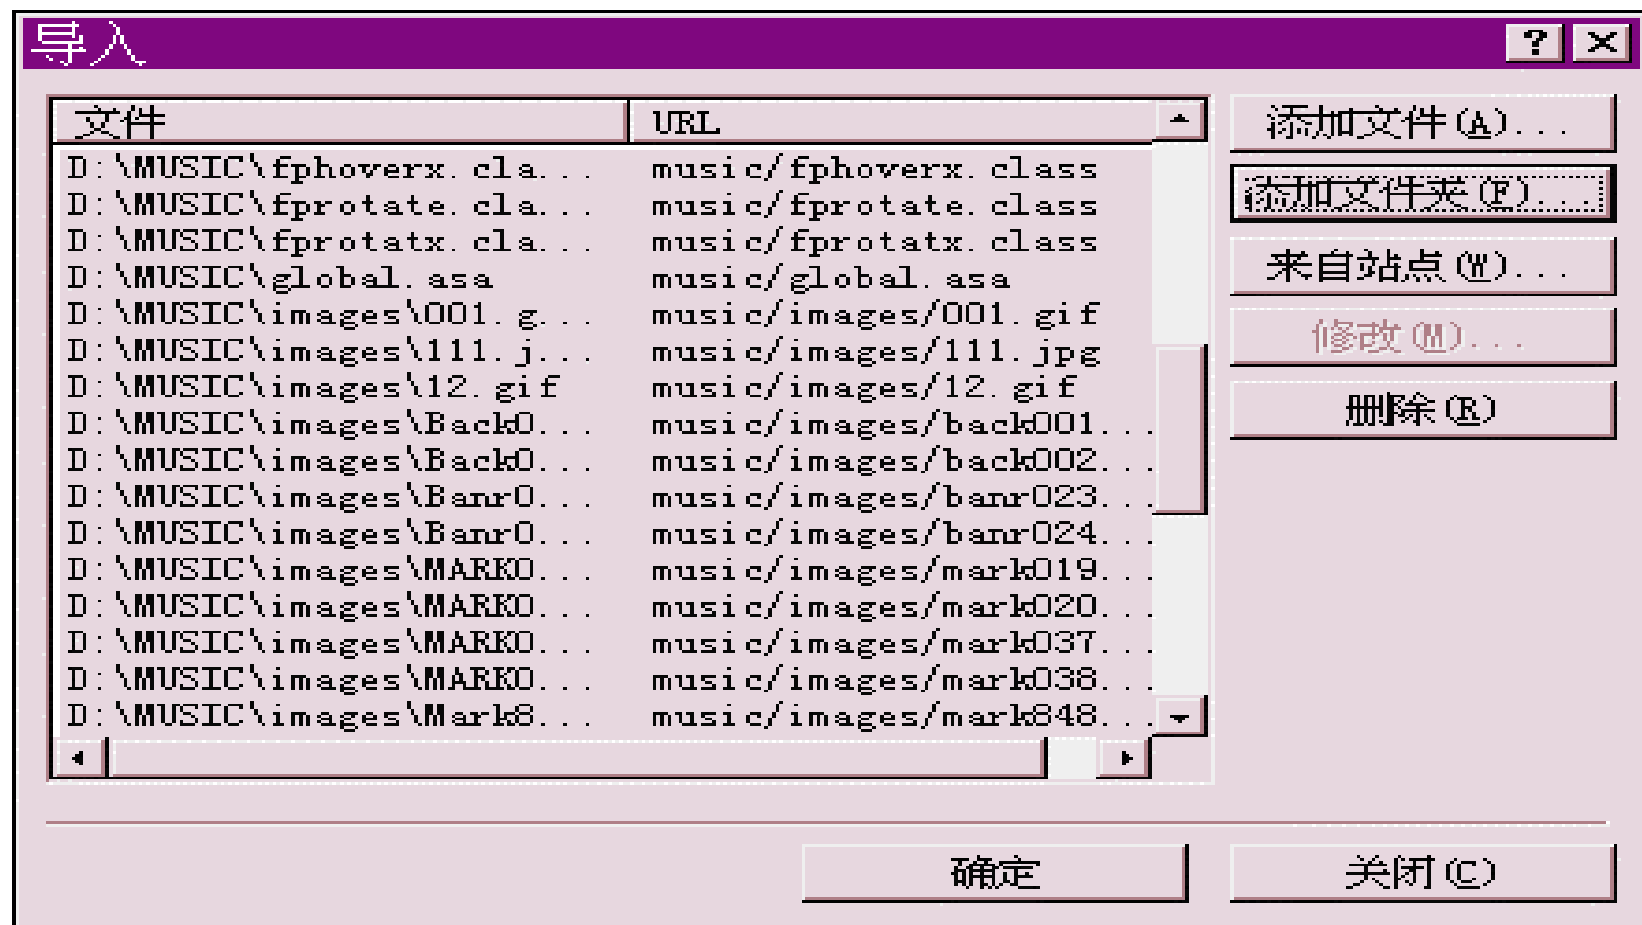 导入
文件 URL
D:\MUSIC\fphoverx.cla... music/fphoverx.class
D:\MUSIC\fprotate.cla... music/fprotate.class
D:\MUSIC\fprotatx.cla... music/fprotatx.class
D:\MUSIC\global.asa music/global.asa
D:\MUSIC\images\001.g... music/images/001.gif
D:\MUSIC\images\111.j... music/images/111.jpg
D:\MUSIC\images\12.gif music/images/12.gif
D:\MUSIC\images\Back0... music/images/back001...
D:\MUSIC\images\Back0... music/images/back002...
D:\MUSIC\images\Banr0... music/images/banr023...
D:\MUSIC\images\Banr0... music/images/banr024...
D:\MUSIC\images\MARK0... music/images/mark019...
D:\MUSIC\images\MARK0... music/images/mark020...
D:\MUSIC\images\MARK0... music/images/mark037...
D:\MUSIC\images\MARK0... music/images/mark038...
D:\MUSIC\images\Mark8... music/images/mark848...
添加文件(A)...
添加文件夹(F)...
来自站点(W)...
修改(M)...
删除(R)
确定
关闭(C)